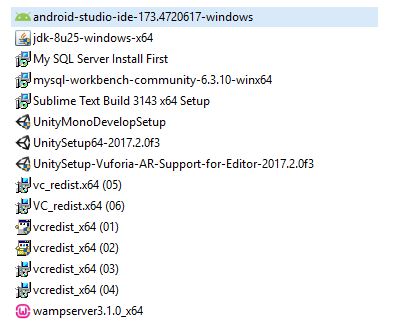 android-studio-ide-173.4720617-windows
jdk-8u25-windows-x64
My SQL Server Install First
mysql-workbench-community-6.3.10-winx64
Sublime Text Build 3143 x64 Setup
UnityMonoDevelopSetup
UnitySetup64-2017.2.0f3
UnitySetup-Vuforia-AR-Support-for-Editor-2017.2.0f3
vc_redist.x64 (05)
VC_redist.x64 (06)
vcredist_x64 (01)
vcredist_x64 (02)
vcredist_x64 (03)
vcredist_x64 (04)
wampserver3.1.0_x64